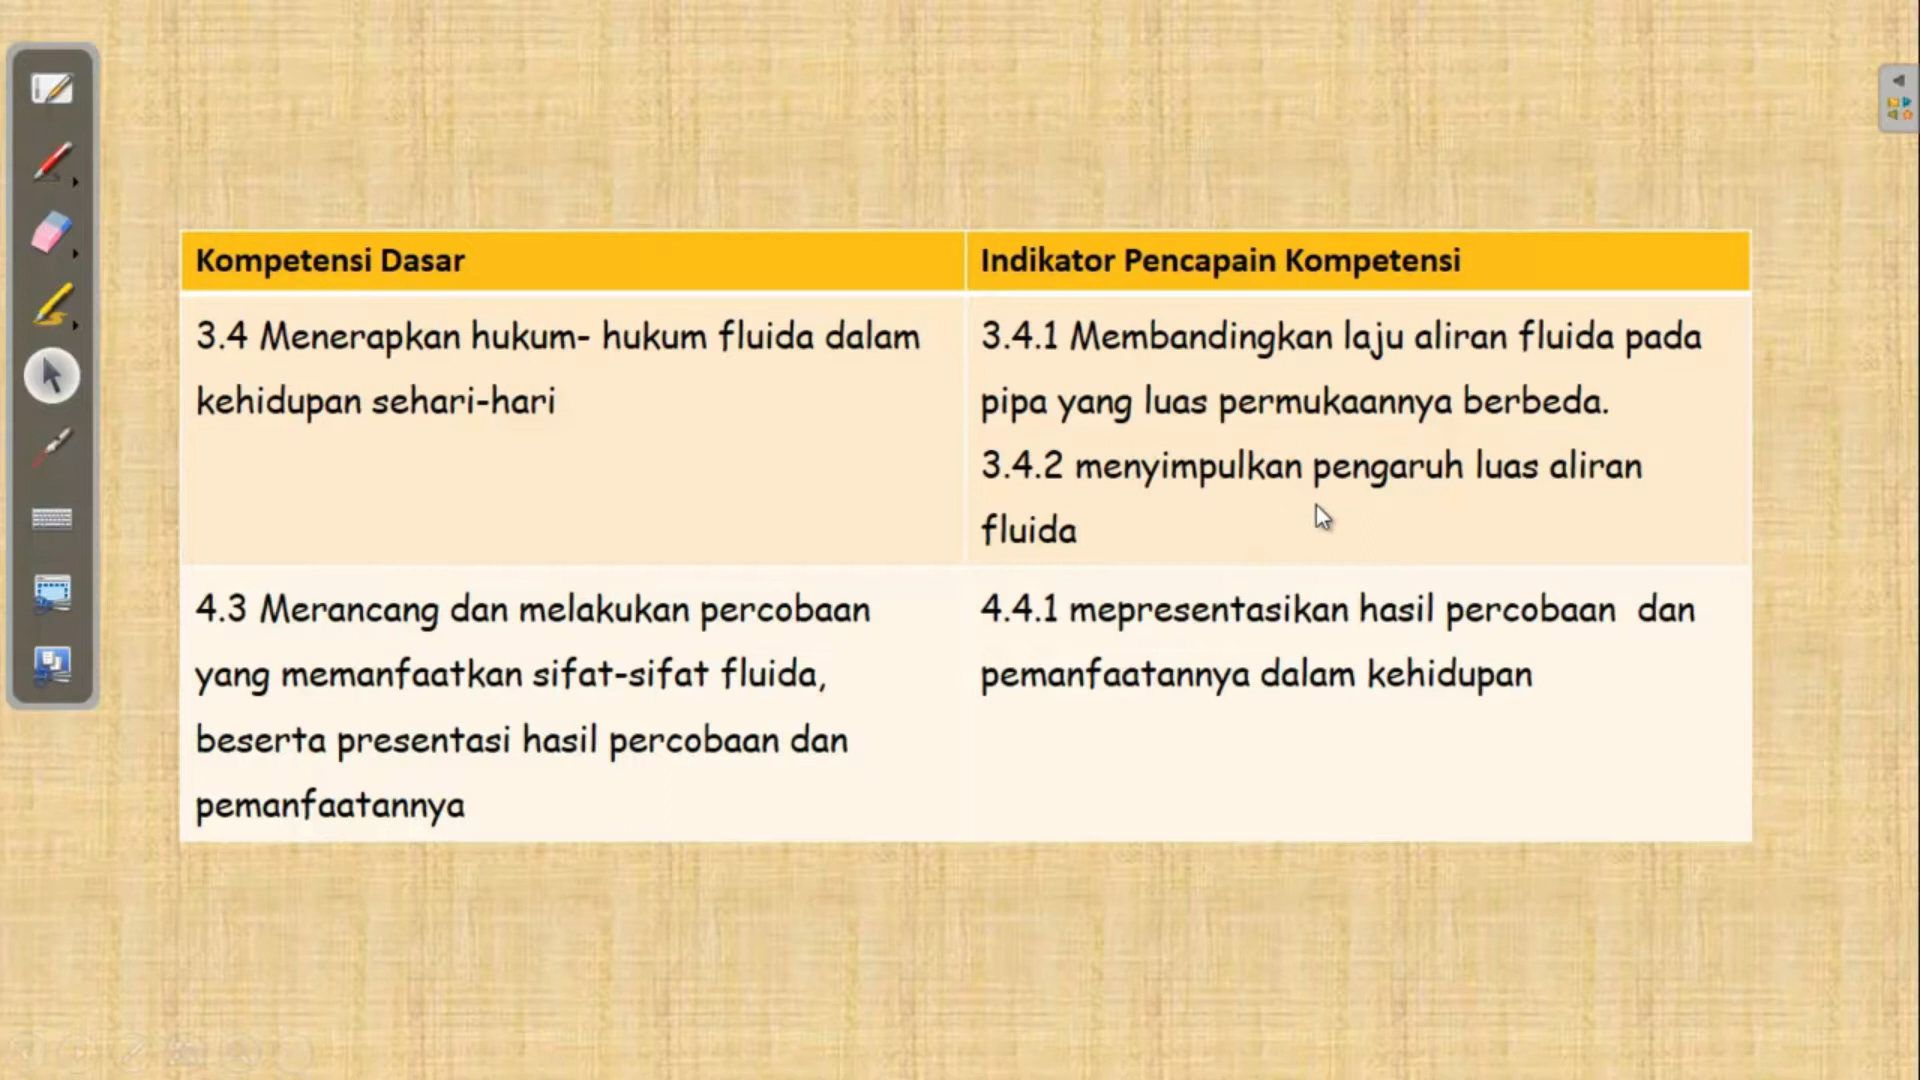 Kompetensi Dasar
Indikator Pencapain Kompetensi
3.4 Menerapkan hukum- hukum fluida dalam
kehidupan sehari-hari
3.4.1 Membandingkan laju aliran fluida pada
pipa yang luas permukaannya berbeda.
3.4.2 menyimpulkan pengaruh luas aliran
fluida
4.3 Merancang dan melakukan percobaan
yang memanfaatkan sifat-sifat fluida,
beserta presentasi hasil percobaan dan
pemanfaatannya
4.4.1 mepresentasikan hasil percobaan  dan
pemanfaatannya dalam kehidupan